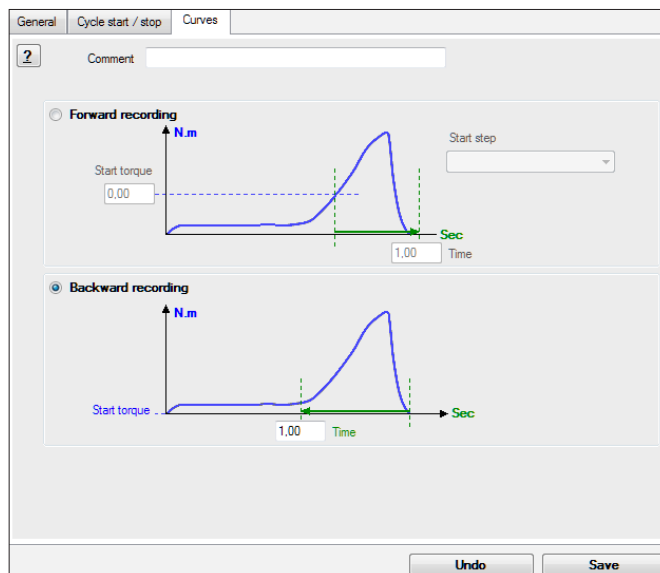 General
Cycle start / stop
Curves
?
Comment
Forward recording
N.m
Start step
Start torque
0,00
Sec
1,00
Time
Backward recording
N.m
Start torque
Sec
1,00
Time
Undo
Save